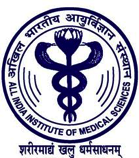 अखिल भारतीय आयुर्विज्ञान संस्थान
ALL INDIA INSTITUTE OF MEDICAL SCIENCES
शरीरमाद्यं खलु धर्मसाधनम्